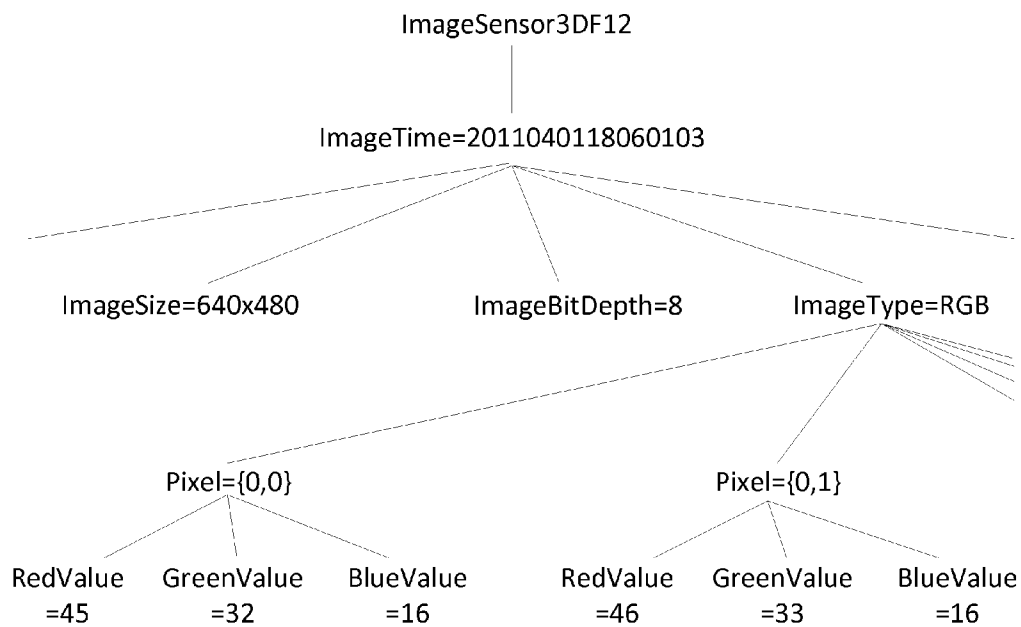 ImageSensor3DF12
ImageTime=2011040118060103
ImageSize=640x480 ImageBitDepth=8 ImageType=RGB
Pixel={0,0} Pixel={0,1}
RedValue GreenValue BlueValue RedValue GreenValue BlueValue
=45 =32 =16 =46 =33 =16